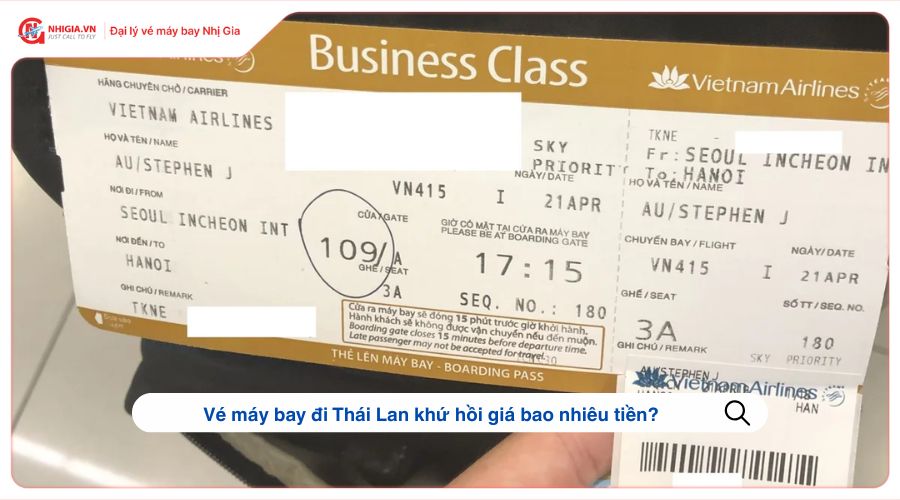 NHIGIA.VN
JUST CALL TO FLY
Đại lý vé máy bay Nhị Gia
Airlines
Business Class
Vietnam Airlines
HÃNG CHUYÊN CHỞ / CARRIER
VIETNAM AIRLINES
HỌ VÀ TÊN / NAME
AU/STEPHEN J
NƠI ĐI / FROM
SEOUL INCHEON INT
NƠI ĐẾN / TO
HANOI
GHI CHÚ / REMARK
TKNE
SKY
PRIORITY
NGÀY/ DATE
VN415 I 21APR
CỬA / GATE
109/A
GHẾ / SEAT
3A
GIỜ CÓ MẶT TẠI CỬA RA MÁY BAY
PLEASE BE AT BOARDING GATE
17:15
SEQ. NO.: 180
Cửa ra máy bay sẽ đóng 15 phút trước giờ khởi hành.
Hành khách sẽ không được vận chuyển nếu đến muộn.
Boarding gate closes 15 minutes before departure time.
Late passenger may not be accepted for travel.
THẺ LÊN MÁY BAY - BOARDING PASS
TKNE -
Fr:SEOUL INCHEON IN
To:HANOI
HỌ VÀ TÊN / NAME
AU/STEPHEN J
CHUYẾN BAY / FLIGHT
NGÀY/ DATE
VN415 I 21APR
GHẾ / SEAT
SỐ TT / SEQ. NO.
3A 180
GHI CHÚ / REMARK
SKY PRIORITY
AU/STEPHEN J
Vietnam Airlines
HAN
Vé máy bay đi Thái Lan khứ hồi giá bao nhiêu tiền?